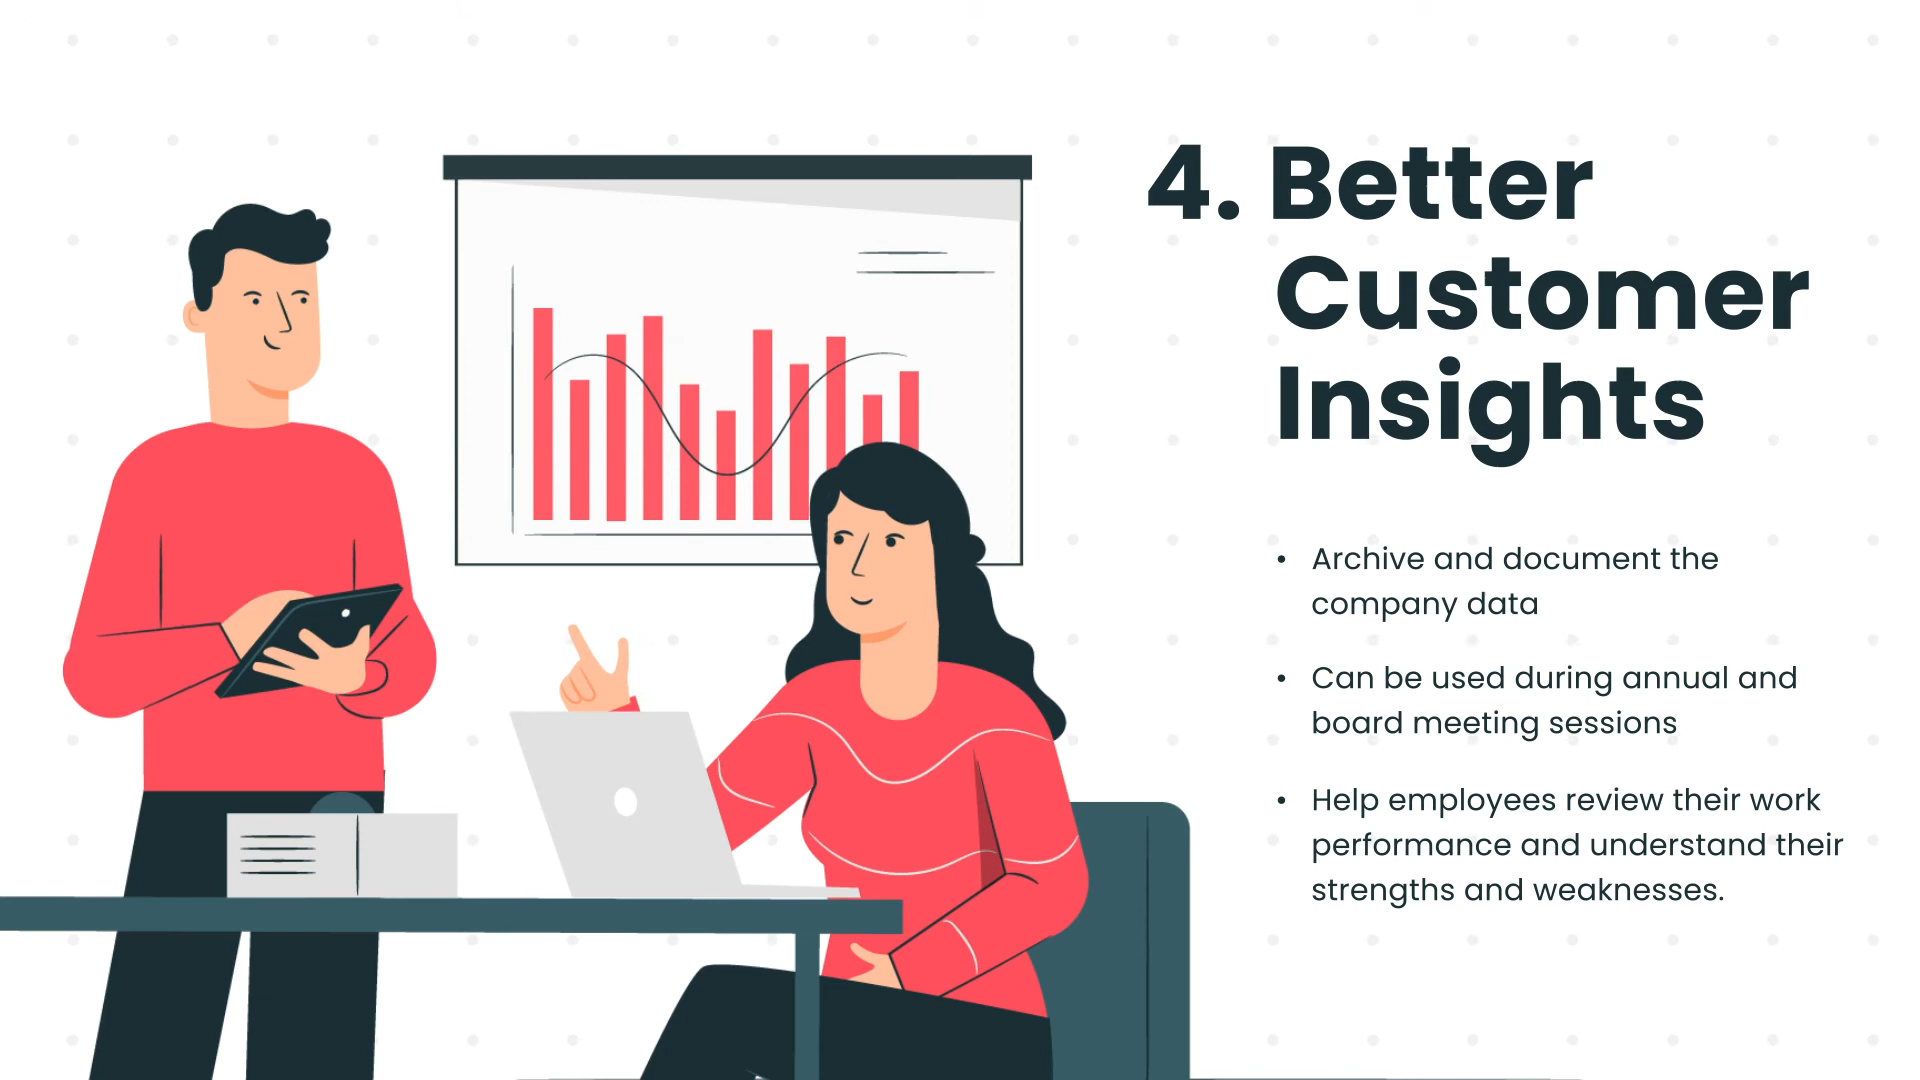 4. Better
Customer
Insights
• Archive and document the
company data
• Can be used during annual and
board meeting sessions
• Help employees review their work
performance and understand their
strengths and weaknesses.